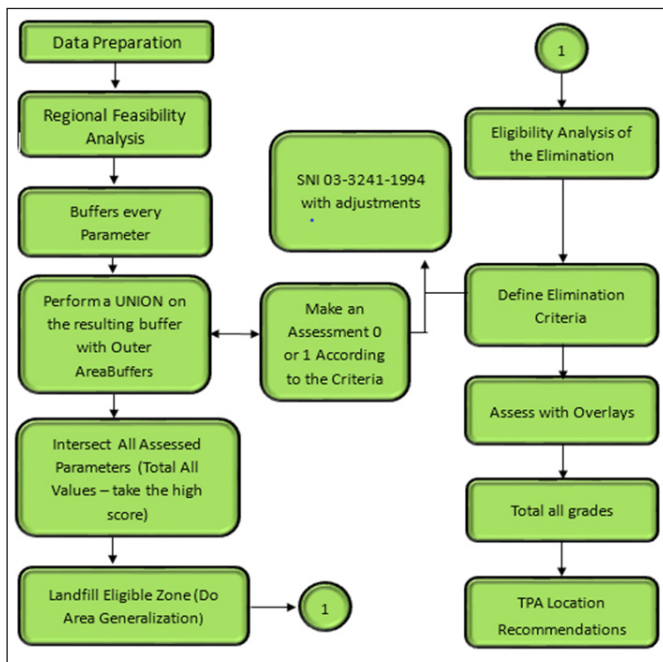 Data Preparation
Regional Feasibility
Analysis
Buffers every
Parameter
Perform a UNION on
the resulting buffer
with Outer
AreaBuffers
Intersect All Assessed
Parameters (Total All
Values – take the high
score)
Landfill Eligible Zone (Do
Area Generalization)
1
SNI 03-3241-1994
with adjustments
Make an
Assessment 0
or 1 According
to the Criteria
1
Eligibility Analysis of
the Elimination
Define Elimination
Criteria
Assess with Overlays
Total all grades
TPA Location
Recommendations